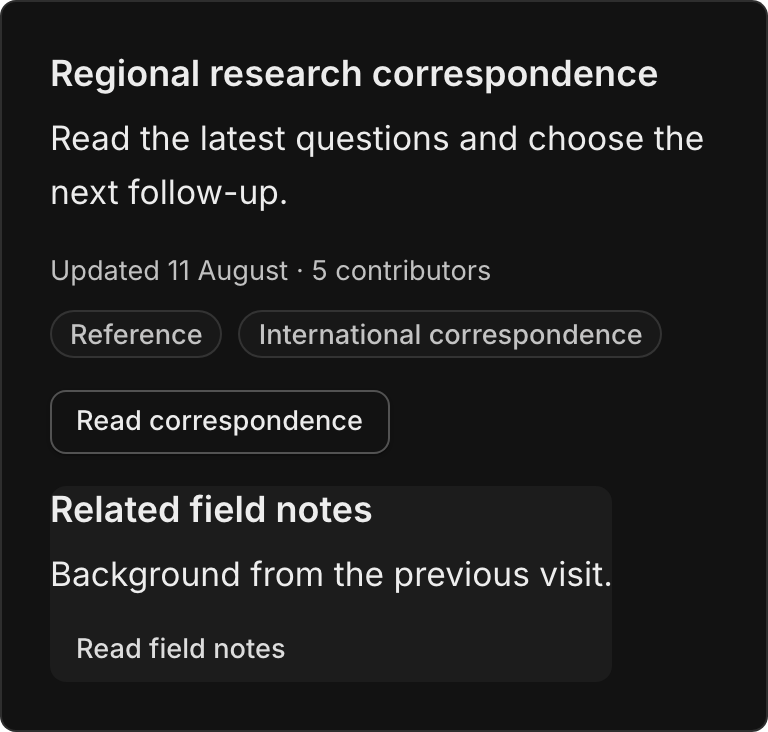 Regional research correspondence
Read the latest questions and choose the
next follow-up.
Updated 11 August · 5 contributors
Reference
International correspondence
Read correspondence
Related field notes
Background from the previous visit.
Read field notes